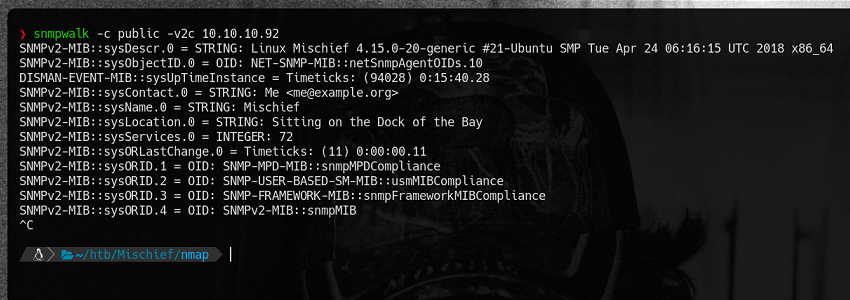 ❯ snmpwalk -c public -v2c 10.10.10.92
SNMPv2-MIB::sysDescr.0 = STRING: Linux Mischief 4.15.0-20-generic #21-Ubuntu SMP Tue Apr 24 06:16:15 UTC 2018 x86_64
SNMPv2-MIB::sysObjectID.0 = OID: NET-SNMP-MIB::netSnmpAgentOIDs.10
DISMAN-EVENT-MIB::sysUpTimeInstance = Timeticks: (94028) 0:15:40.28
SNMPv2-MIB::sysContact.0 = STRING: Me <me@example.org>
SNMPv2-MIB::sysName.0 = STRING: Mischief
SNMPv2-MIB::sysLocation.0 = STRING: Sitting on the Dock of the Bay
SNMPv2-MIB::sysServices.0 = INTEGER: 72
SNMPv2-MIB::sysORLastChange.0 = Timeticks: (11) 0:00:00.11
SNMPv2-MIB::sysORID.1 = OID: SNMP-MPD-MIB::snmpMPDCompliance
SNMPv2-MIB::sysORID.2 = OID: SNMP-USER-BASED-SM-MIB::usmMIBCompliance
SNMPv2-MIB::sysORID.3 = OID: SNMP-FRAMEWORK-MIB::snmpFrameworkMIBCompliance
SNMPv2-MIB::sysORID.4 = OID: SNMPv2-MIB::snmpMIB
^C
~/htb/Mischief/nmap